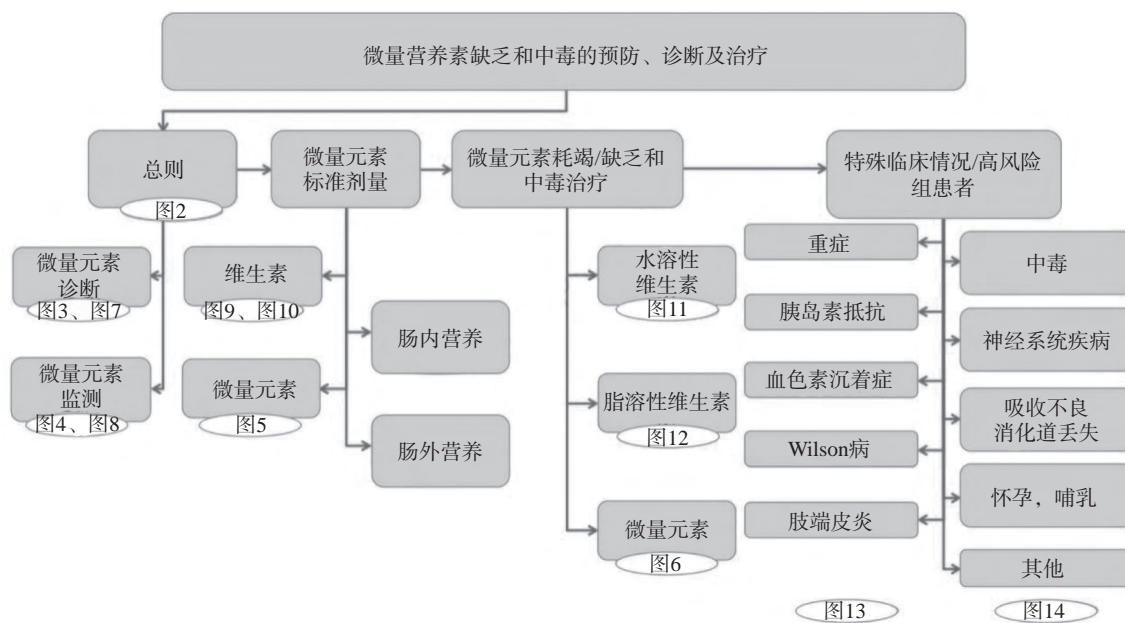 微量营养素缺乏和中毒的预防、诊断及治疗
总则
图2
微量元素
标准剂量
微量元素耗竭/缺乏和
中毒治疗
特殊临床情况/高风险
组患者
微量元素
诊断
图3、图7
微量元素
监测
图4、图8
维生素
图9、图10
微量元素
图5
肠内营养
肠外营养
水溶性
维生素
图11
脂溶性维生素
图12
微量元素
图6
重症
胰岛素抵抗
血色素沉着症
Wilson病
肢端皮炎
图13
中毒
神经系统疾病
吸收不良
消化道丢失
怀孕，哺乳
其他
图14